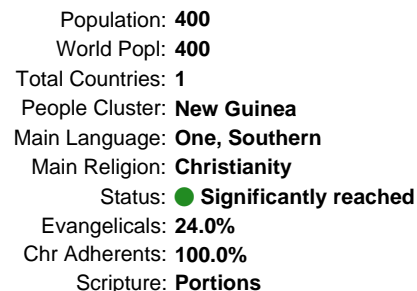 Population: 400
World Popl: 400
Total Countries: 1
People Cluster: New Guinea
Main Language: One, Southern
Main Religion: Christianity
Status: Significantly reached
Evangelicals: 24.0%
Chr Adherents: 100.0%
Scripture: Portions